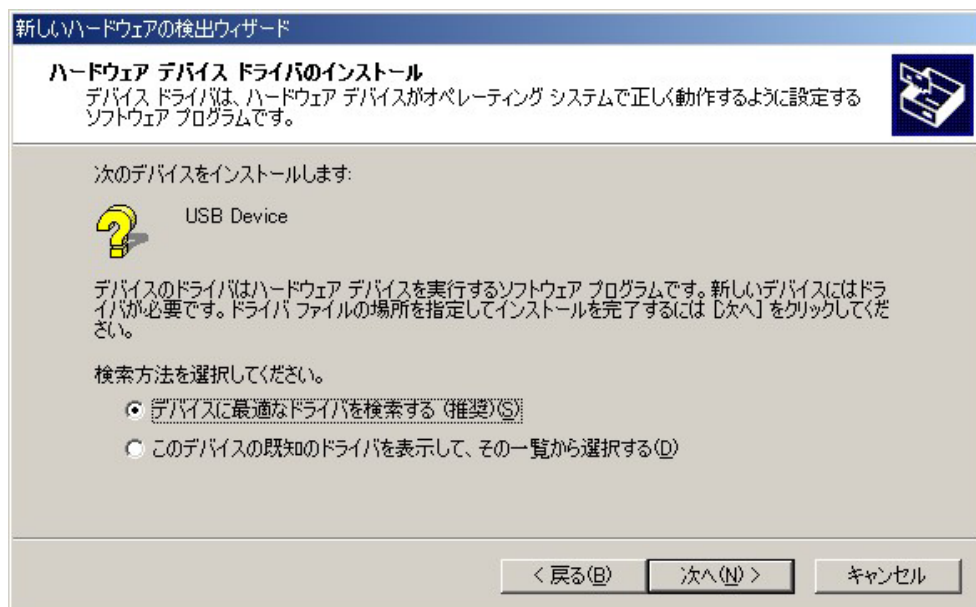 新しいハードウェアの検出ウィザード
ハードウェア デバイス ドライバのインストール
デバイス ドライバは、ハードウェア デバイスがオペレーティング システムで正しく動作するように設定する
ソフトウェア プログラムです。
次のデバイスをインストールします:
USB Device
デバイスのドライバはハードウェア デバイスを実行するソフトウェア プログラムです。新しいデバイスにはドラ
イバが必要です。ドライバ ファイルの場所を指定してインストールを完了するには [次へ] をクリックしてくだ
さい。
検索方法を選択してください。
デバイスに最適なドライバを検索する (推奨)(S)
このデバイスの既知のドライバを表示して、その一覧から選択する(D)
< 戻る(B) 次へ(N) > キャンセル